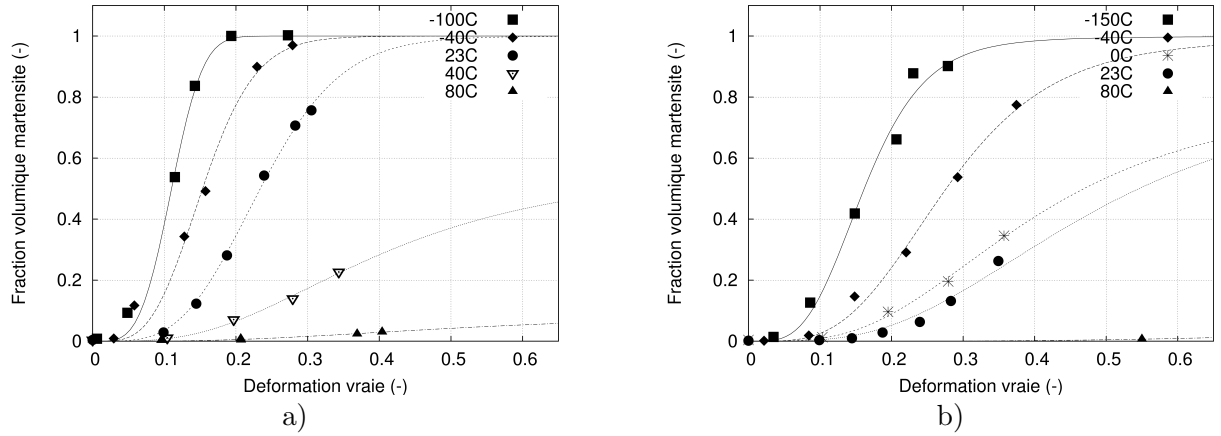 -100C
-40C
23C
40C
80C
1
0.8
0.6
0.4
0.2
0
0 0.1 0.2 0.3 0.4 0.5 0.6
Fraction volumique martensite (-)
Deformation vraie (-)
a)
-150C
-40C
0C
23C
80C
1
0.8
0.6
0.4
0.2
0
0 0.1 0.2 0.3 0.4 0.5 0.6
Fraction volumique martensite (-)
Deformation vraie (-)
b)